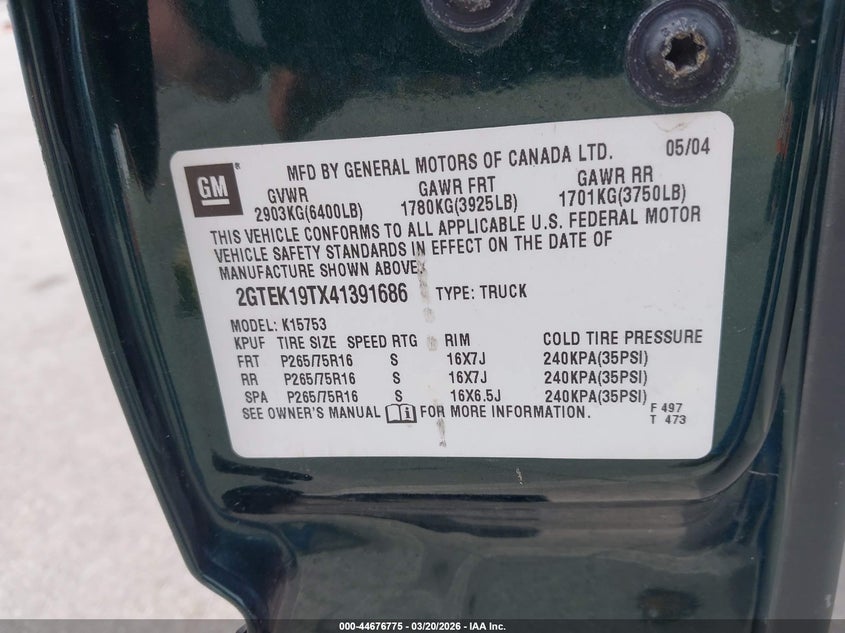 GM
MFD BY GENERAL MOTORS OF CANADA LTD. 05/04
GVWR GAWR FRT GAWR RR
2903KG(6400LB) 1780KG(3925LB) 1701KG(3750LB)
THIS VEHICLE CONFORMS TO ALL APPLICABLE U.S. FEDERAL MOTOR
VEHICLE SAFETY STANDARDS IN EFFECT ON THE DATE OF
MANUFACTURE SHOWN ABOVE.
2GTEK19TX41391686 TYPE: TRUCK
MODEL: K15753
KPUF TIRE SIZE SPEED RTG RIM COLD TIRE PRESSURE
FRT P265/75R16 S 16X7J 240KPA(35PSI)
RR P265/75R16 S 16X7J 240KPA(35PSI)
SPA P265/75R16 S 16X6.5J 240KPA(35PSI)
SEE OWNER'S MANUAL FOR MORE INFORMATION.
F 497
T 473
000-44676775 — 03/20/2026 — IAA Inc.